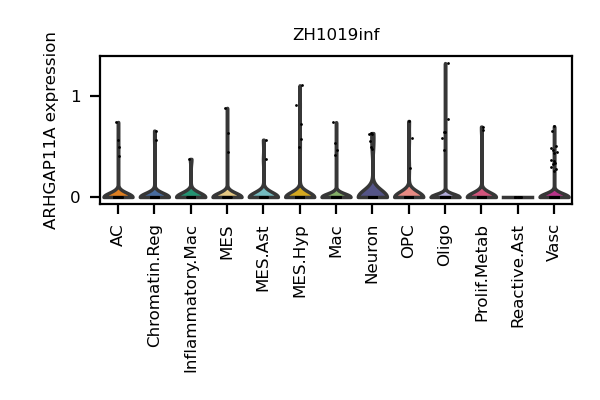 ZH1019inf
ARHGAP11A expression
1
0
AC
Chromatin.Reg
Inflammatory.Mac
MES
MES.Ast
MES.Hyp
Mac
Neuron
OPC
Oligo
Prolif.Metab
Reactive.Ast
Vasc